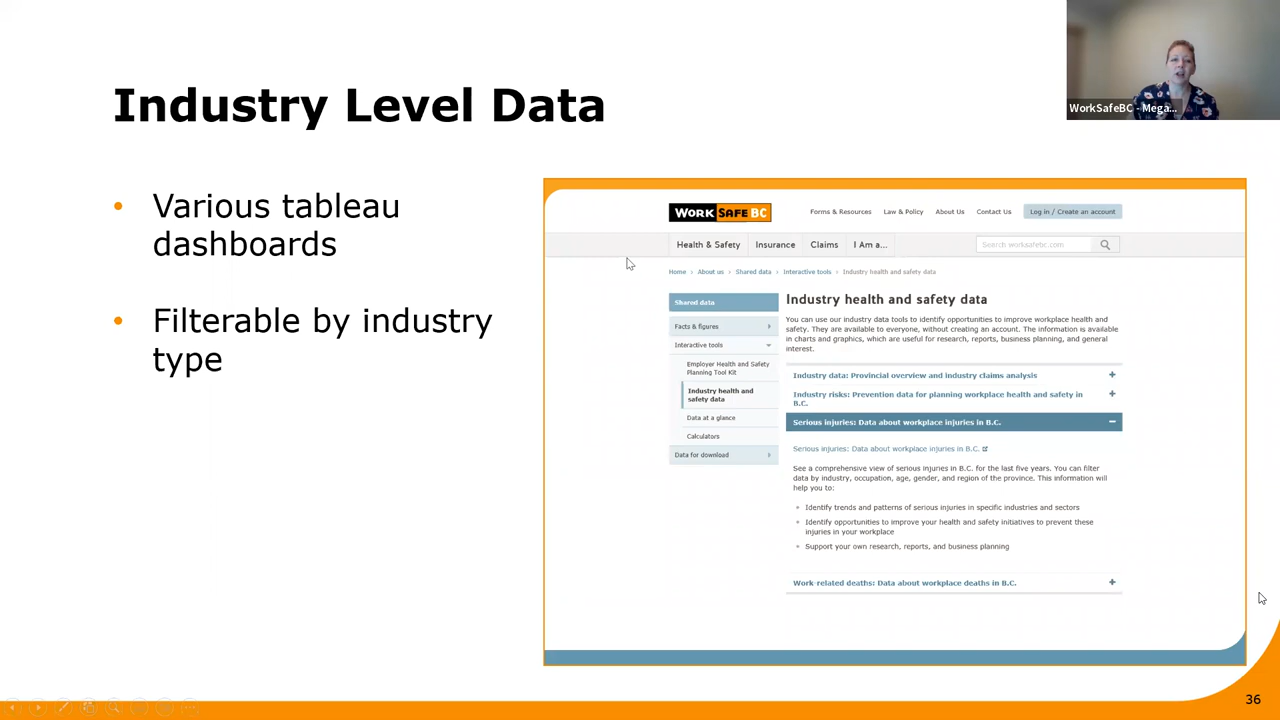 Industry Level Data
WorkSafeBC - Mega...
• Various tableau
dashboards
• Filterable by industry
type
WORK SAFE BC
Forms & Resources
Law & Policy
About Us
Contact Us
Log in / Create an account
Health & Safety
Insurance
Claims
I Am a...
Search worksafebc.com
Home › About us › Shared data › Interactive tools › Industry health and safety data
Shared data
Facts & figures
Interactive tools
Employer Health and Safety
Planning Tool Kit
Industry health and
safety data
Data at a glance
Calculators
Data for download
Industry health and safety data
You can use our industry data tools to identify opportunities to improve workplace health and
safety. They are available to everyone, without creating an account. The information is available
in charts and graphics, which are useful for research, reports, business planning, and general
interest.
Industry data: Provincial overview and industry claims analysis +
Industry risks: Prevention data for planning workplace health and safety in +
B.C.
Serious injuries: Data about workplace injuries in B.C. −
Serious injuries: Data about workplace injuries in B.C.
See a comprehensive view of serious injuries in B.C. for the last five years. You can filter
data by industry, occupation, age, gender, and region of the province. This information will
help you to:
• Identify trends and patterns of serious injuries in specific industries and sectors
• Identify opportunities to improve your health and safety initiatives to prevent these
injuries in your workplace
• Support your own research, reports, and business planning
Work-related deaths: Data about workplace deaths in B.C. +
36